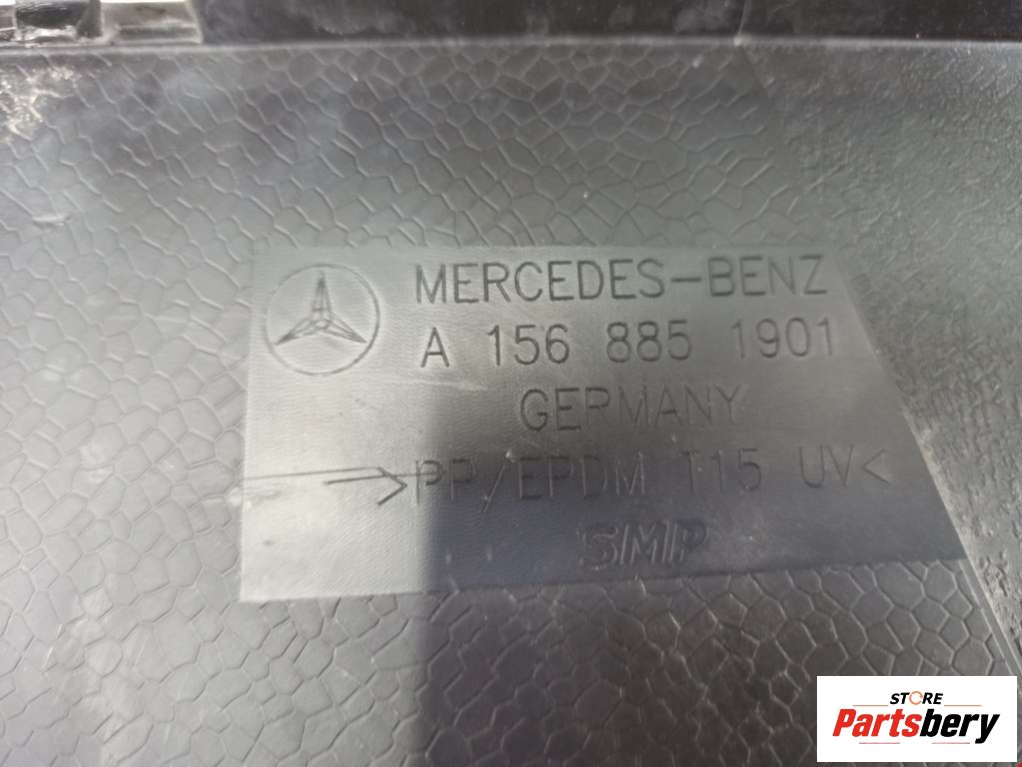 MERCEDES-BENZ
A 156 885 1901
GERMANY
>PP/EPDM T15 UV<
SMP
STORE
Partsbery